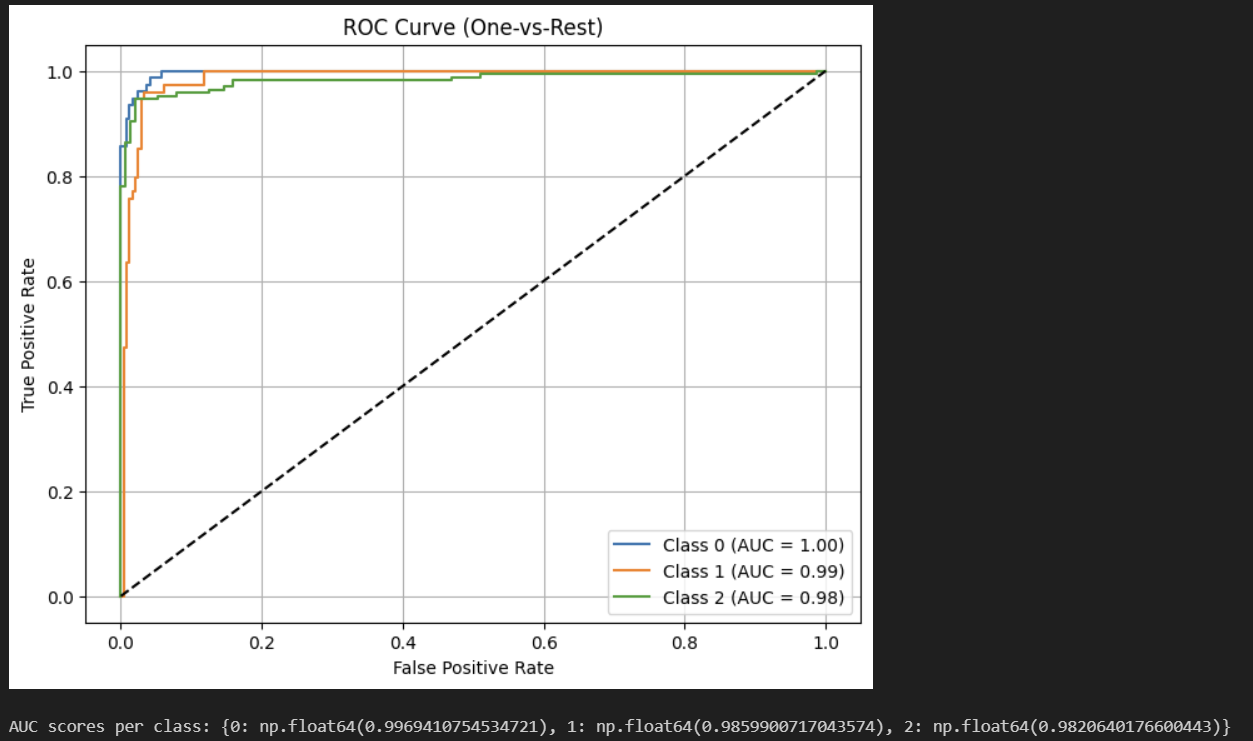 ROC Curve (One-vs-Rest)
True Positive Rate
1.0
0.8
0.6
0.4
0.2
0.0
Class 0 (AUC = 1.00)
Class 1 (AUC = 0.99)
Class 2 (AUC = 0.98)
0.0 0.2 0.4 0.6 0.8 1.0
False Positive Rate
AUC scores per class: {0: np.float64(0.9969410754534721), 1: np.float64(0.9859900717043574), 2: np.float64(0.9820640176600443)}